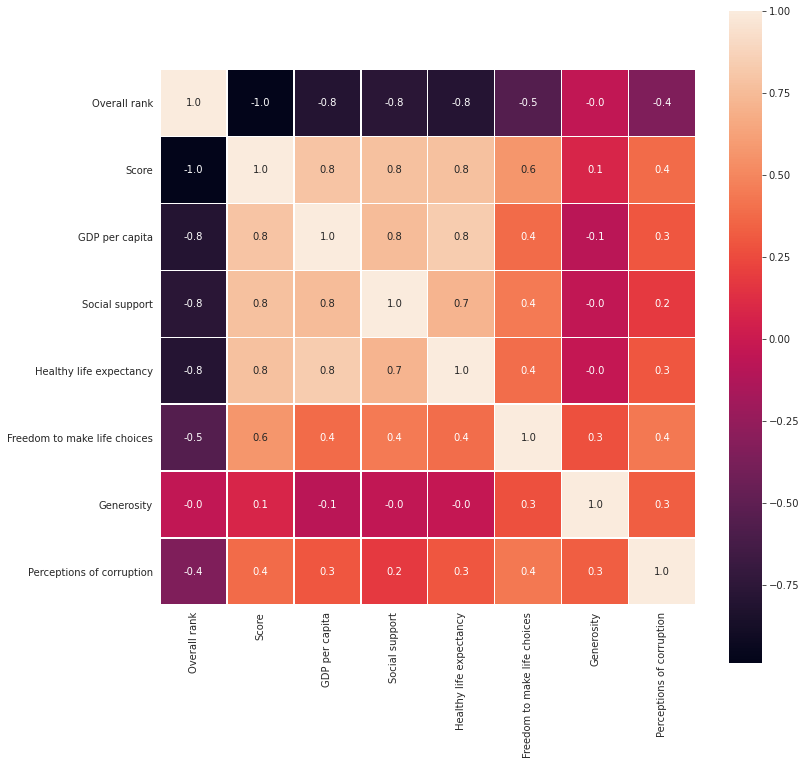 1.00
Overall rank 1.0 -1.0 -0.8 -0.8 -0.8 -0.5 -0.0 -0.4
0.75
Score -1.0 1.0 0.8 0.8 0.8 0.6 0.1 0.4
0.50
GDP per capita -0.8 0.8 1.0 0.8 0.8 0.4 -0.1 0.3
0.25
Social support -0.8 0.8 0.8 1.0 0.7 0.4 -0.0 0.2
0.00
Healthy life expectancy -0.8 0.8 0.8 0.7 1.0 0.4 -0.0 0.3
−0.25
Freedom to make life choices -0.5 0.6 0.4 0.4 0.4 1.0 0.3 0.4
−0.50
Generosity -0.0 0.1 -0.1 -0.0 -0.0 0.3 1.0 0.3
Perceptions of corruption -0.4 0.4 0.3 0.2 0.3 0.4 0.3 1.0
−0.75
Overall rank
Score
GDP per capita
Social support
Healthy life expectancy
Freedom to make life choices
Generosity
Perceptions of corruption